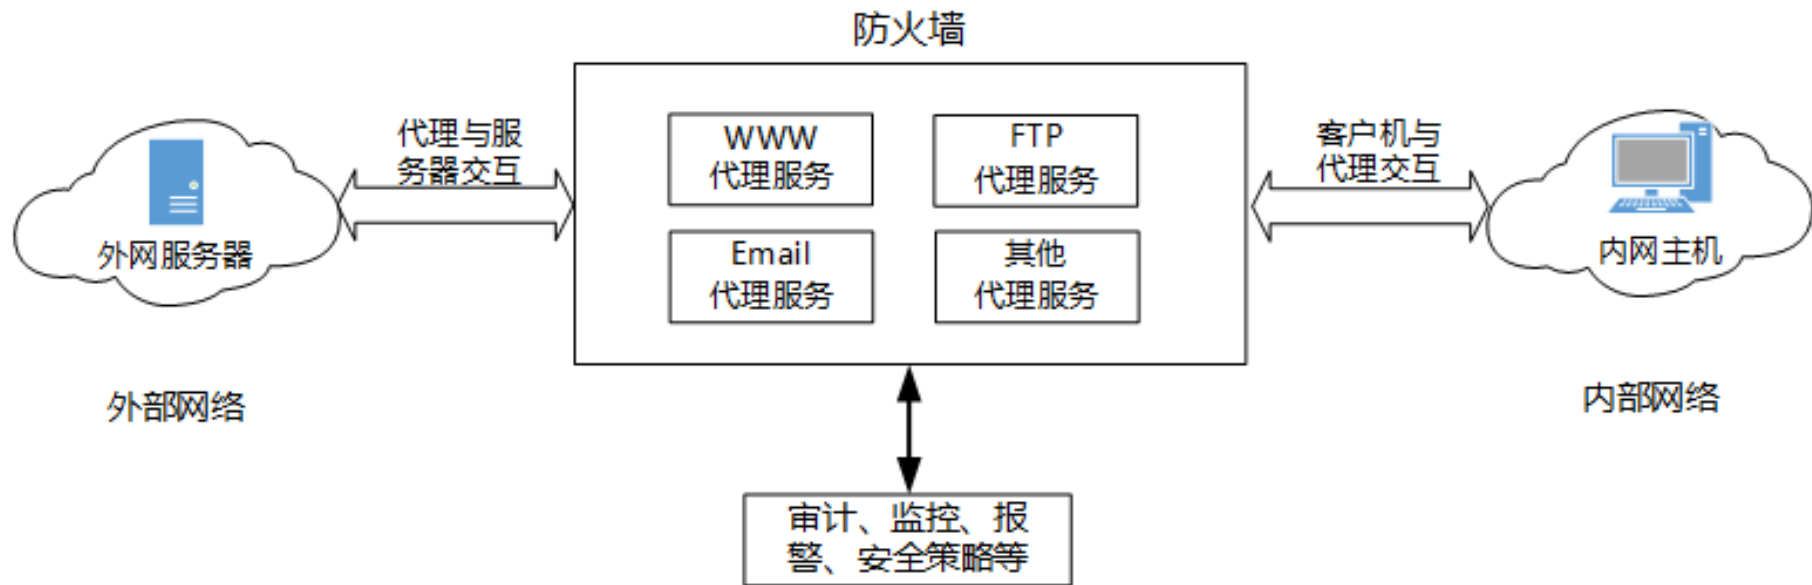 防火墙
代理与服
务器交互
WWW
代理服务
FTP
代理服务
客户机与
代理交互
外网服务器
Email
代理服务
其他
代理服务
内网主机
外部网络
内部网络
审计、监控、报
警、安全策略等